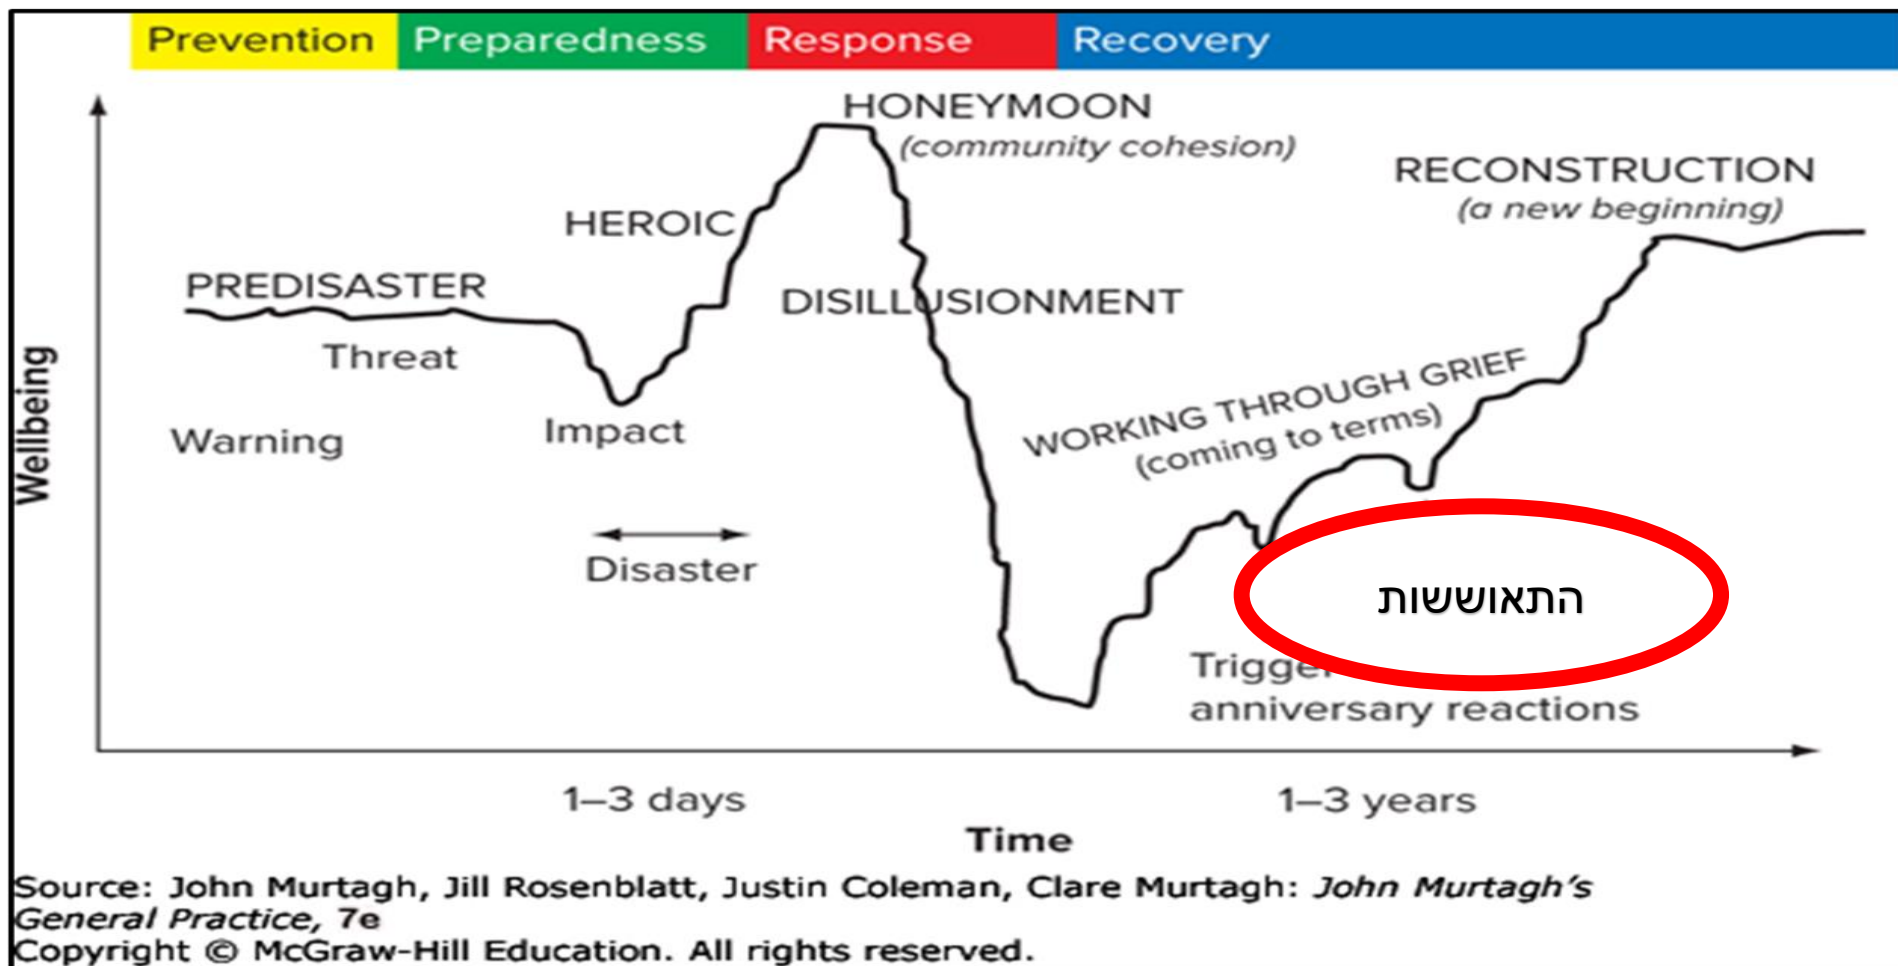 Prevention Preparedness Response Recovery
HONEYMOON
(community cohesion)
RECONSTRUCTION
(a new beginning)
HEROIC
PREDISASTER
DISILLUSIONMENT
Threat
Wellbeing
Warning
Impact
WORKING THROUGH GRIEF
(coming to terms)
Disaster
התאוששות
anniversary reactions
1–3 days
1–3 years
Time
Source: John Murtagh, Jill Rosenblatt, Justin Coleman, Clare Murtagh: John Murtagh's
General Practice, 7e
Copyright © McGraw-Hill Education. All rights reserved.